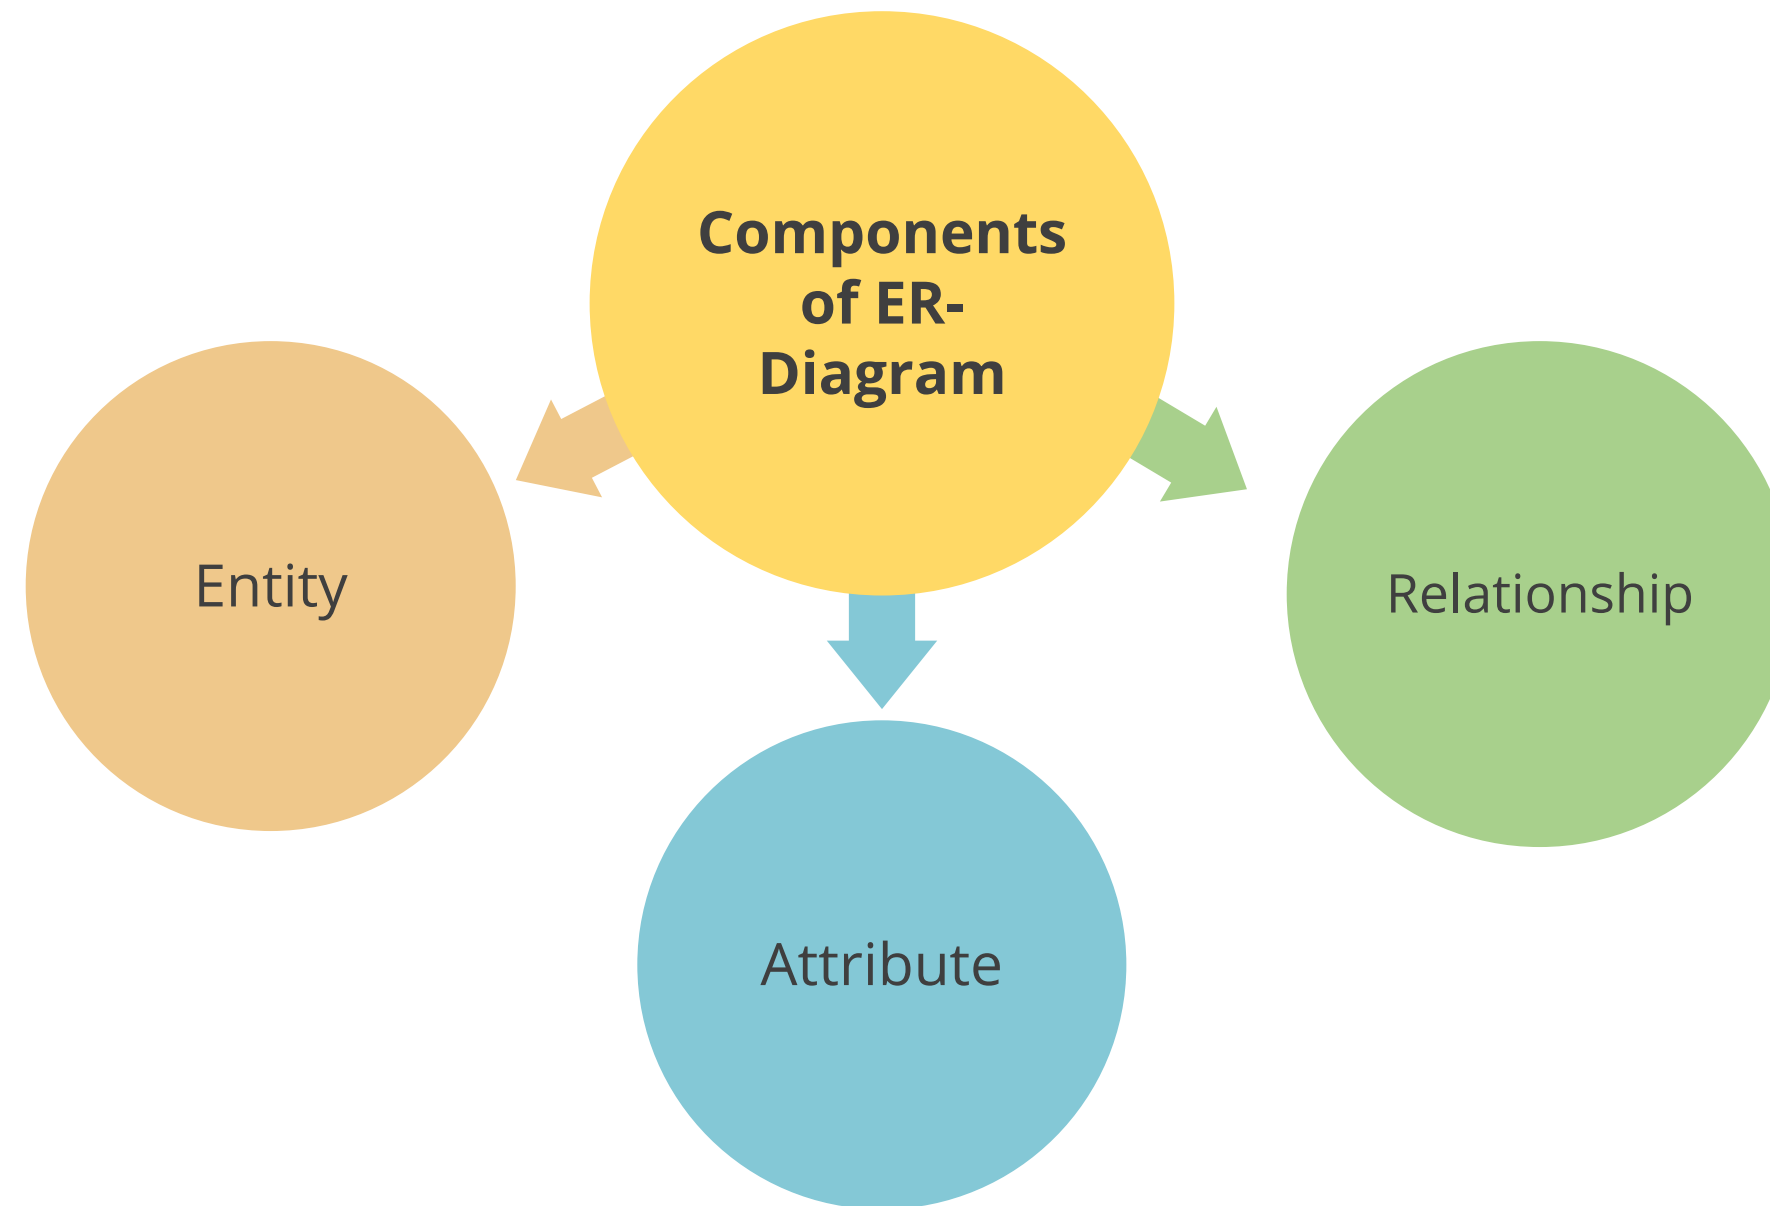 Components
of ER-
Diagram
Entity
Relationship
Attribute